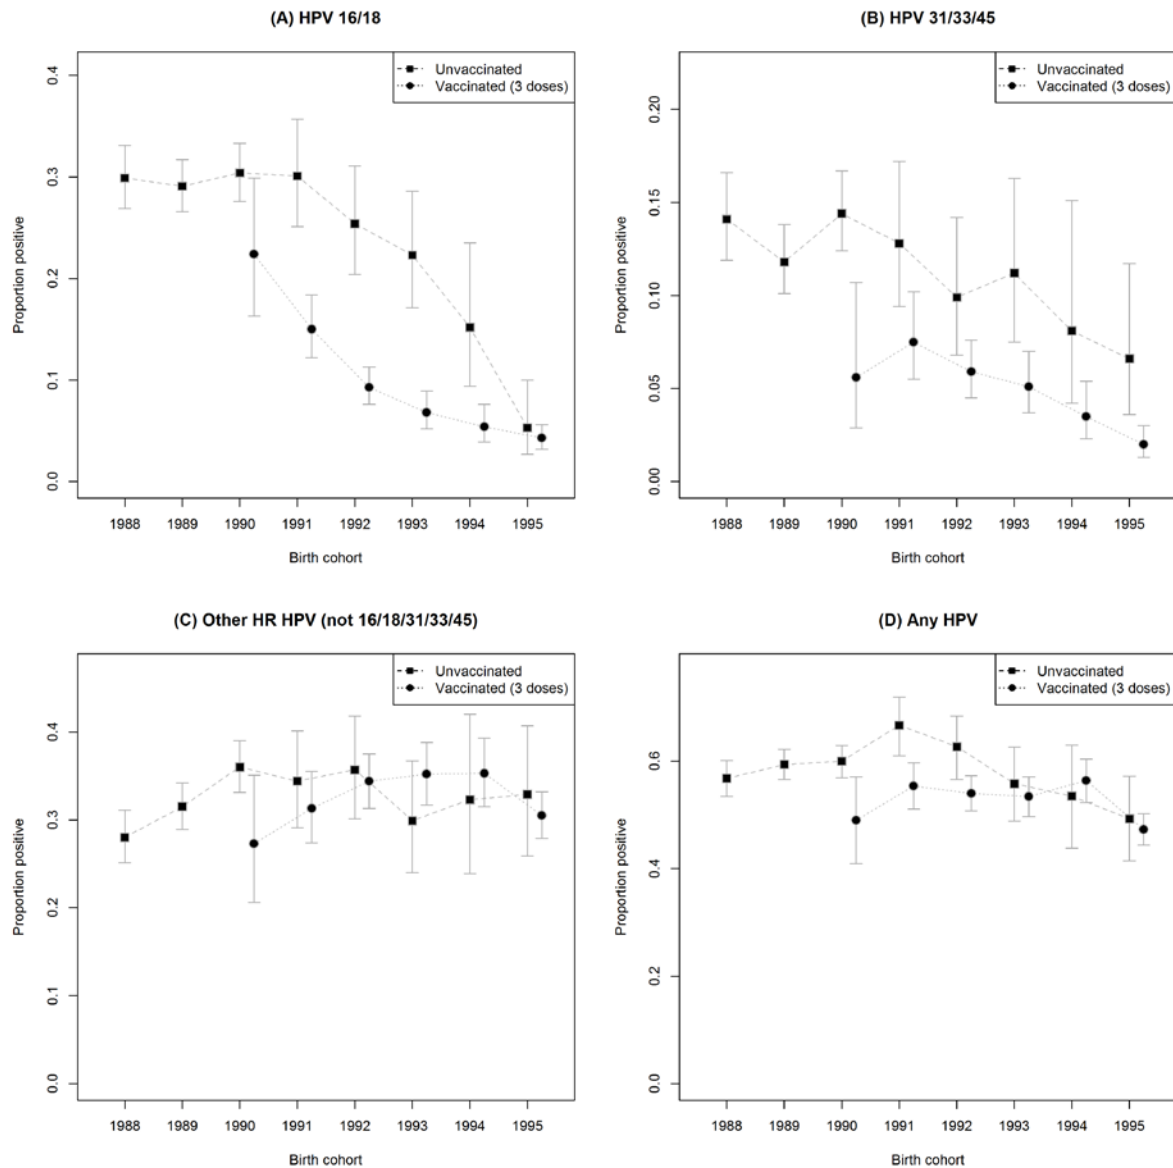 (A) HPV 16/18
Unvaccinated
Vaccinated (3 doses)
Proportion positive
0.4
0.3
0.2
0.1
0.0
1988 1989 1990 1991 1992 1993 1994 1995
Birth cohort
(B) HPV 31/33/45
Unvaccinated
Vaccinated (3 doses)
Proportion positive
0.20
0.15
0.10
0.05
0.00
1988 1989 1990 1991 1992 1993 1994 1995
Birth cohort
(C) Other HR HPV (not 16/18/31/33/45)
Unvaccinated
Vaccinated (3 doses)
Proportion positive
0.4
0.3
0.2
0.1
0.0
1988 1989 1990 1991 1992 1993 1994 1995
Birth cohort
(D) Any HPV
Unvaccinated
Vaccinated (3 doses)
Proportion positive
0.6
0.4
0.2
0.0
1988 1989 1990 1991 1992 1993 1994 1995
Birth cohort